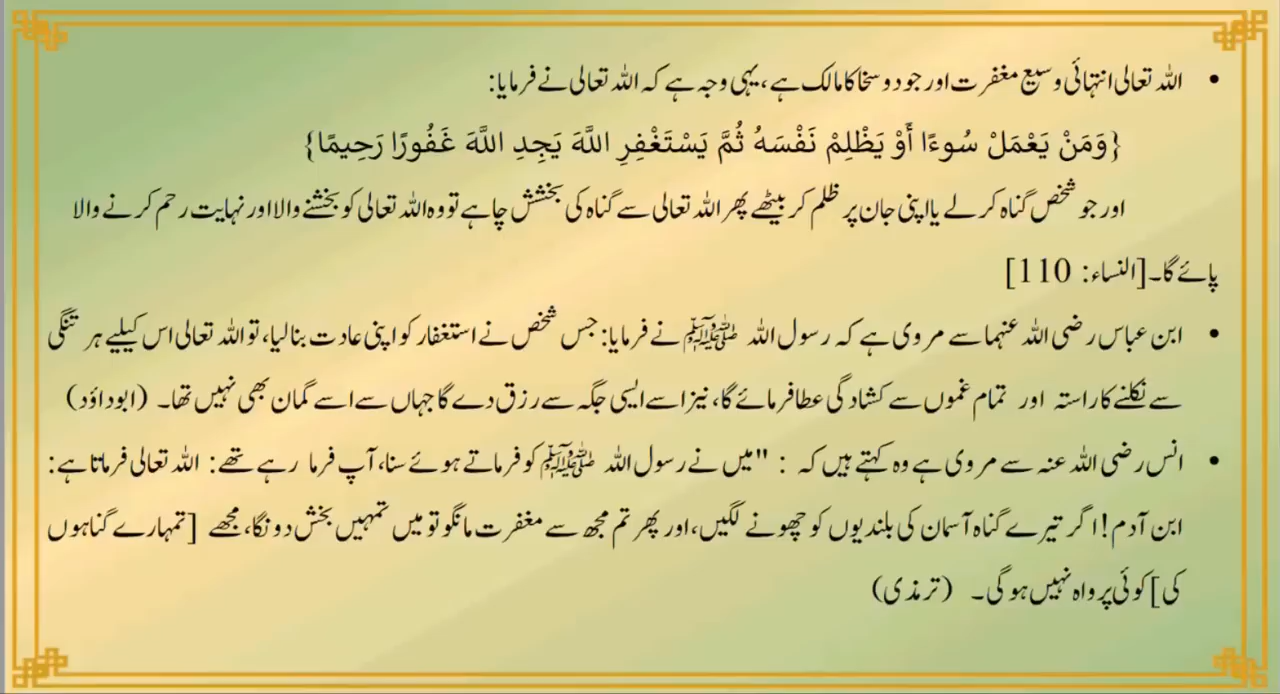 • اللہ تعالی انتہائی وسیع مغفرت اور جود و سخا کا مالک ہے، یہی وجہ ہے کہ اللہ تعالی نے فرمایا:
{وَمَنْ يَعْمَلْ سُوءًا أَوْ يَظْلِمْ نَفْسَهُ ثُمَّ يَسْتَغْفِرِ اللَّهَ يَجِدِ اللَّهَ غَفُورًا رَحِيمًا}
اور جو شخص گناہ کر لے یا اپنی جان پر ظلم کر بیٹھے پھر اللہ تعالی سے گناہ کی بخشش چاہے تو وہ اللہ تعالی کو بخشنے والا اور نہایت رحم کرنے والا
پائے گا۔ [النساء: 110]
• ابن عباس رضی اللہ عنہما سے مروی ہے کہ رسول اللہ ﷺ نے فرمایا: جس شخص نے استغفار کو اپنی عادت بنا لیا، تو اللہ تعالی اس کیلیے ہر تنگی
سے نکلنے کا راستہ اور تمام غموں سے کشادگی عطا فرمائے گا، نیز اسے ایسی جگہ سے رزق دے گا جہاں سے اسے گمان بھی نہیں تھا۔ (ابو داؤد)
• انس رضی اللہ عنہ سے مروی ہے وہ کہتے ہیں کہ : "میں نے رسول اللہ ﷺ کو فرماتے ہوئے سنا، آپ فرما رہے تھے: اللہ تعالی فرماتا ہے:
ابن آدم! اگر تیرے گناہ آسمان کی بلندیوں کو چھونے لگیں، اور پھر تم مجھ سے مغفرت مانگو تو میں تمہیں بخش دونگا، مجھے [تمہارے گناہوں
کی] کوئی پرواہ نہیں ہوگی۔ (ترمذی)